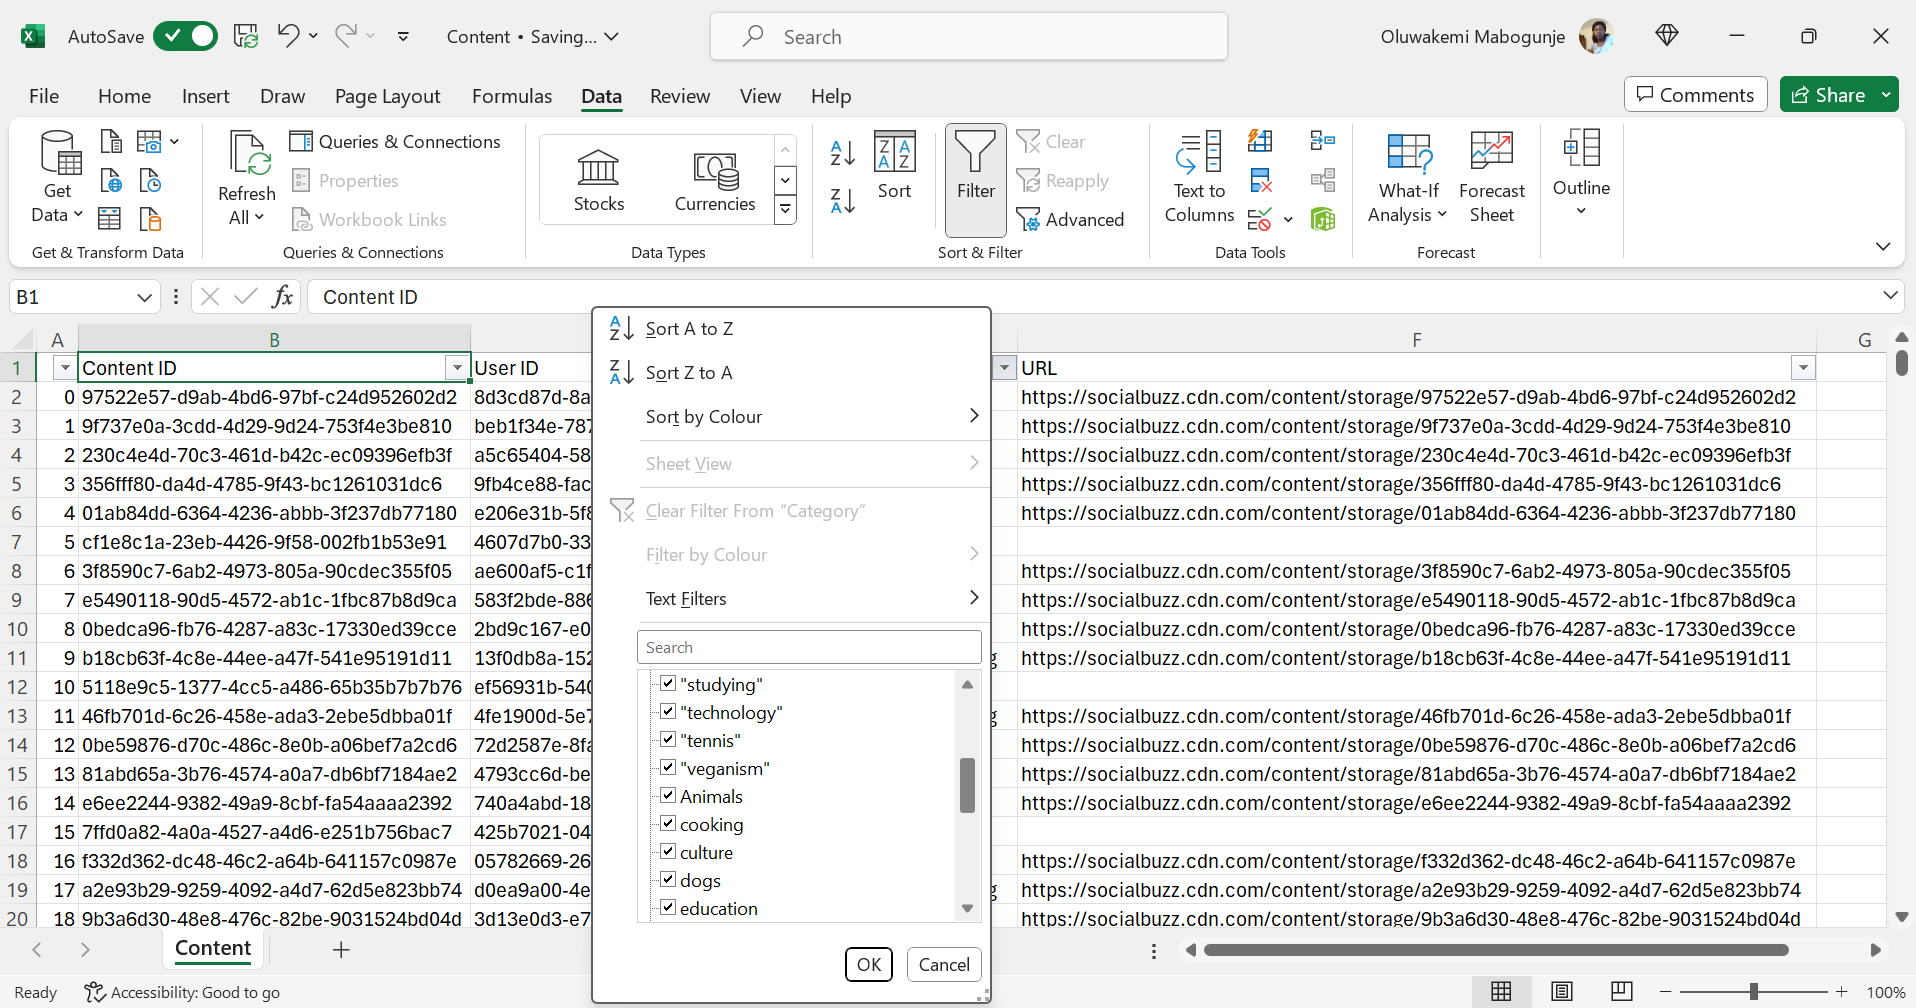 AutoSave
Content • Saving...
Search
Oluwakemi Mabogunje
File Home Insert Draw Page Layout Formulas Data Review View Help
Comments Share
Get Data
Refresh All
Queries & Connections
Properties
Workbook Links
Stocks Currencies
Sort
Filter
Clear
Reapply
Advanced
Text to Columns
What-If Analysis
Forecast Sheet
Outline
Get & Transform Data Queries & Connections Data Types Sort & Filter Data Tools Forecast
B1 fx Content ID
A B F G
1 Content ID User ID URL
2 0 97522e57-d9ab-4bd6-97bf-c24d952602d2 8d3cd87d-8a https://socialbuzz.cdn.com/content/storage/97522e57-d9ab-4bd6-97bf-c24d952602d2
3 1 9f737e0a-3cdd-4d29-9d24-753f4e3be810 beb1f34e-787 https://socialbuzz.cdn.com/content/storage/9f737e0a-3cdd-4d29-9d24-753f4e3be810
4 2 230c4e4d-70c3-461d-b42c-ec09396efb3f a5c65404-58 https://socialbuzz.cdn.com/content/storage/230c4e4d-70c3-461d-b42c-ec09396efb3f
5 3 356fff80-da4d-4785-9f43-bc1261031dc6 9fb4ce88-fac https://socialbuzz.cdn.com/content/storage/356fff80-da4d-4785-9f43-bc1261031dc6
6 4 01ab84dd-6364-4236-abbb-3f237db77180 e206e31b-5f8 https://socialbuzz.cdn.com/content/storage/01ab84dd-6364-4236-abbb-3f237db77180
7 5 cf1e8c1a-23eb-4426-9f58-002fb1b53e91 4607d7b0-33
8 6 3f8590c7-6ab2-4973-805a-90cdec355f05 ae600af5-c1f https://socialbuzz.cdn.com/content/storage/3f8590c7-6ab2-4973-805a-90cdec355f05
9 7 e5490118-90d5-4572-ab1c-1fbc87b8d9ca 583f2bde-886 https://socialbuzz.cdn.com/content/storage/e5490118-90d5-4572-ab1c-1fbc87b8d9ca
10 8 0bedca96-fb76-4287-a83c-17330ed39cce 2bd9c167-e0 https://socialbuzz.cdn.com/content/storage/0bedca96-fb76-4287-a83c-17330ed39cce
11 9 b18cb63f-4c8e-44ee-a47f-541e95191d11 13f0db8a-152 g https://socialbuzz.cdn.com/content/storage/b18cb63f-4c8e-44ee-a47f-541e95191d11
12 10 5118e9c5-1377-4cc5-a486-65b35b7b7b76 ef56931b-540
13 11 46fb701d-6c26-458e-ada3-2ebe5dbba01f 4fe1900d-5e7 g https://socialbuzz.cdn.com/content/storage/46fb701d-6c26-458e-ada3-2ebe5dbba01f
14 12 0be59876-d70c-486c-8e0b-a06bef7a2cd6 72d2587e-8fa https://socialbuzz.cdn.com/content/storage/0be59876-d70c-486c-8e0b-a06bef7a2cd6
15 13 81abd65a-3b76-4574-a0a7-db6bf7184ae2 4793cc6d-be https://socialbuzz.cdn.com/content/storage/81abd65a-3b76-4574-a0a7-db6bf7184ae2
16 14 e6ee2244-9382-49a9-8cbf-fa54aaaa2392 740a4abd-18 https://socialbuzz.cdn.com/content/storage/e6ee2244-9382-49a9-8cbf-fa54aaaa2392
17 15 7ffd0a82-4a0a-4527-a4d6-e251b756bac7 425b7021-04
18 16 f332d362-dc48-46c2-a64b-641157c0987e 05782669-26 https://socialbuzz.cdn.com/content/storage/f332d362-dc48-46c2-a64b-641157c0987e
19 17 a2e93b29-9259-4092-a4d7-62d5e823bb74 d0ea9a00-4e g https://socialbuzz.cdn.com/content/storage/a2e93b29-9259-4092-a4d7-62d5e823bb74
20 18 9b3a6d30-48e8-476c-82be-9031524bd04d 3d13e0d3-e7 https://socialbuzz.cdn.com/content/storage/9b3a6d30-48e8-476c-82be-9031524bd04d
Sort A to Z
Sort Z to A
Sort by Colour
Sheet View
Clear Filter From “Category”
Filter by Colour
Text Filters
Search
"studying"
"technology"
"tennis"
"veganism"
Animals
cooking
culture
dogs
education
OK Cancel
Content
Ready Accessibility: Good to go 100%